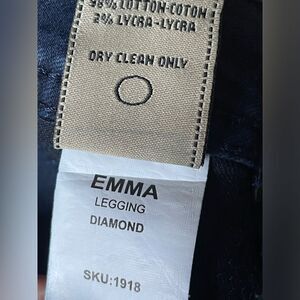 98% COTTON-COTON
2% LYCRA-LYCRA
DRY CLEAN ONLY
EMMA
LEGGING
DIAMOND
SKU:1918